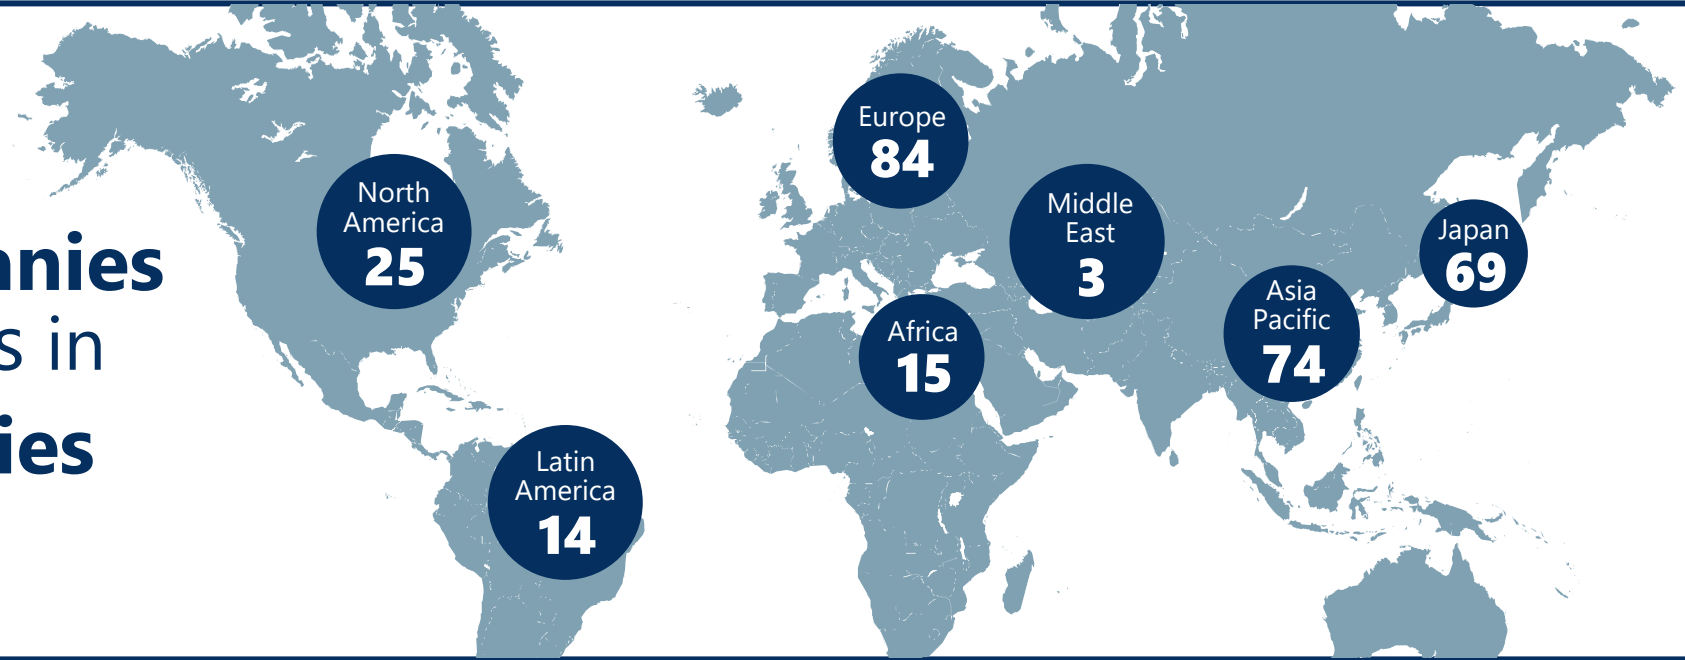 anies
s in
ies
North
America
25
Latin
America
14
Europe
84
Africa
15
Middle
East
3
Asia
Pacific
74
Japan
69